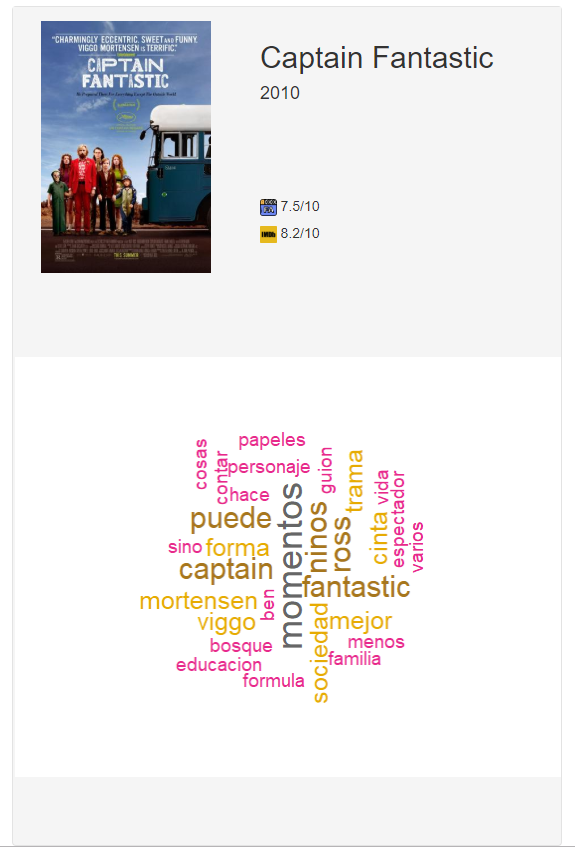 "CHARMINGLY ECCENTRIC, SWEET AND FUNNY.
VIGGO MORTENSEN IS TERRIFIC."
CAPTAIN
FANTASTIC
THIS SUMMER
Captain Fantastic
2010
7.5/10
IMDb 8.2/10
papeles
cosas
contar
personaje
guion
trama
hace
vida
espectador
momentos
puede
ninos
ross
cinta
varios
sino
forma
captain
fantastic
mortensen
ben
viggo
sociedad
mejor
bosque
menos
educacion
familia
formula